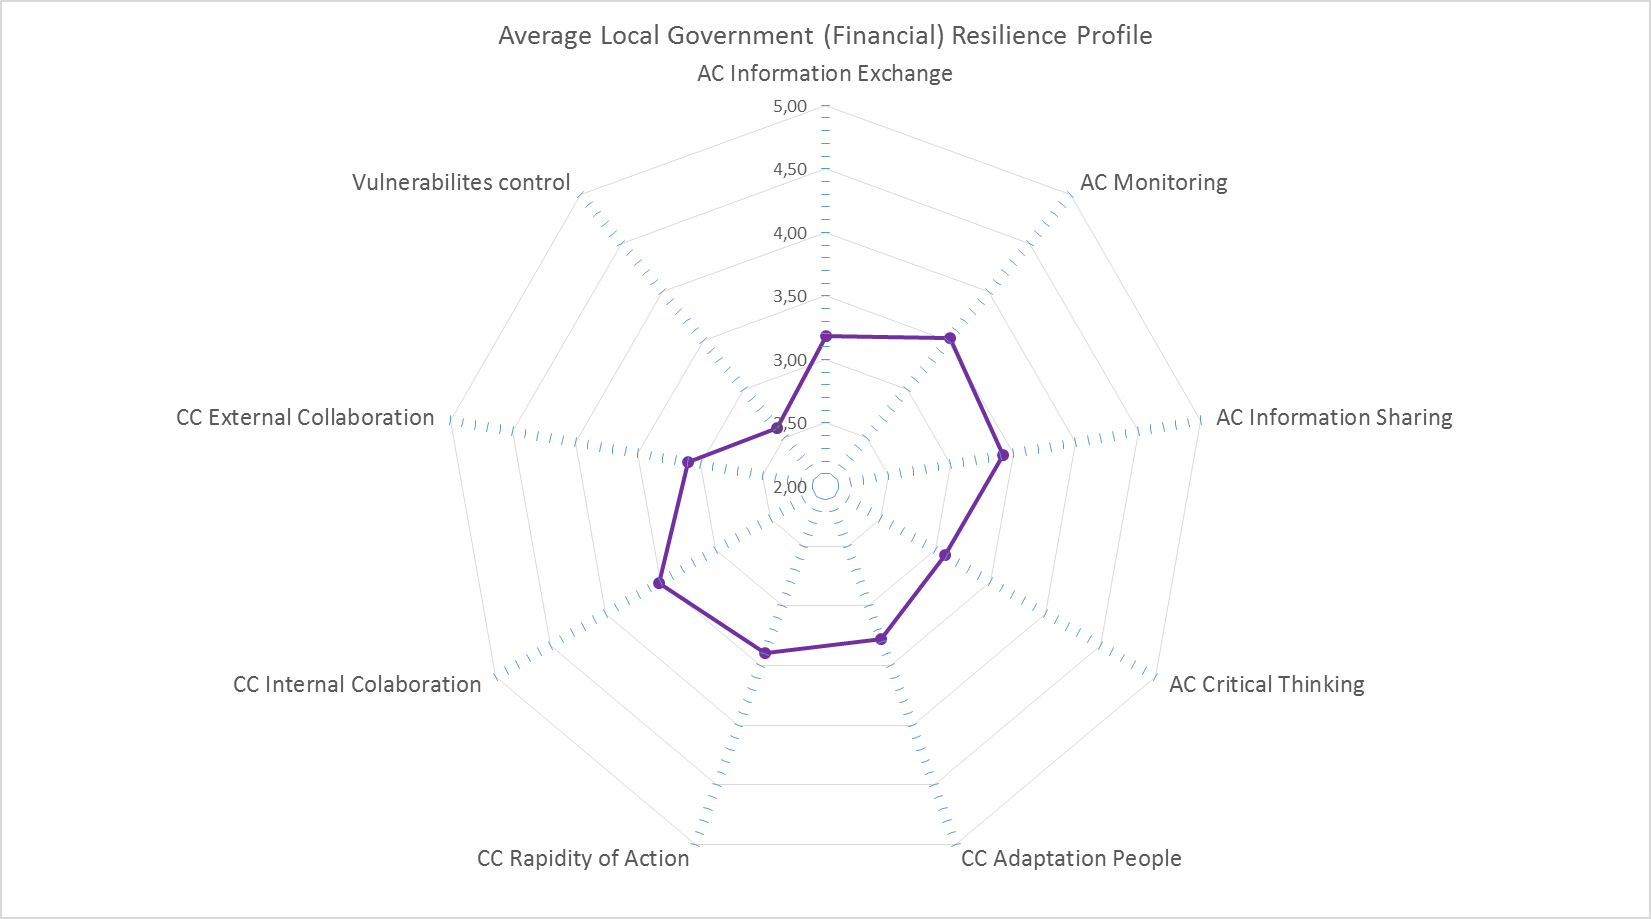 Average Local Government (Financial) Resilience Profile
AC Information Exchange
5,00
4,50
4,00
3,50
3,00
2,50
2,00
AC Monitoring
AC Information Sharing
AC Critical Thinking
CC Adaptation People
CC Rapidity of Action
CC Internal Colaboration
CC External Collaboration
Vulnerabilites control